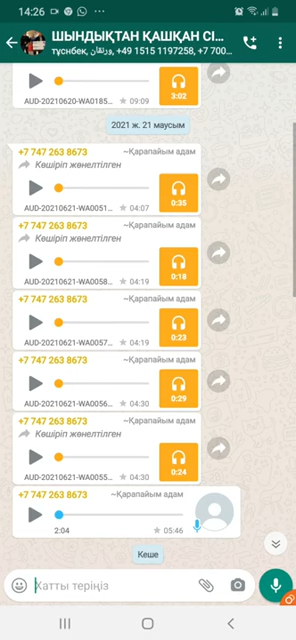 14:26
ШЫНДЫҚТАН ҚАШҚАН СІ...
тұснбек, ورنقان, +49 1515 1197258, +7 700...
3:02
AUD-20210620-WA0185... ★ 09:09
2021 ж. 21 маусым
+7 747 263 8673 ~Қарапайым адам
Көшіріп жөнелтілген
0:35
AUD-20210621-WA0051... ★ 04:07
+7 747 263 8673 ~Қарапайым адам
Көшіріп жөнелтілген
0:18
AUD-20210621-WA0058... ★ 04:19
+7 747 263 8673 ~Қарапайым адам
0:23
AUD-20210621-WA0057... ★ 04:19
+7 747 263 8673 ~Қарапайым адам
0:29
AUD-20210621-WA0056... ★ 04:30
+7 747 263 8673 ~Қарапайым адам
Көшіріп жөнелтілген
0:24
AUD-20210621-WA0055... ★ 04:30
+7 747 263 8673 ~Қарапайым адам
2:04 ★ 05:46
Кеше
Хатты теріңіз